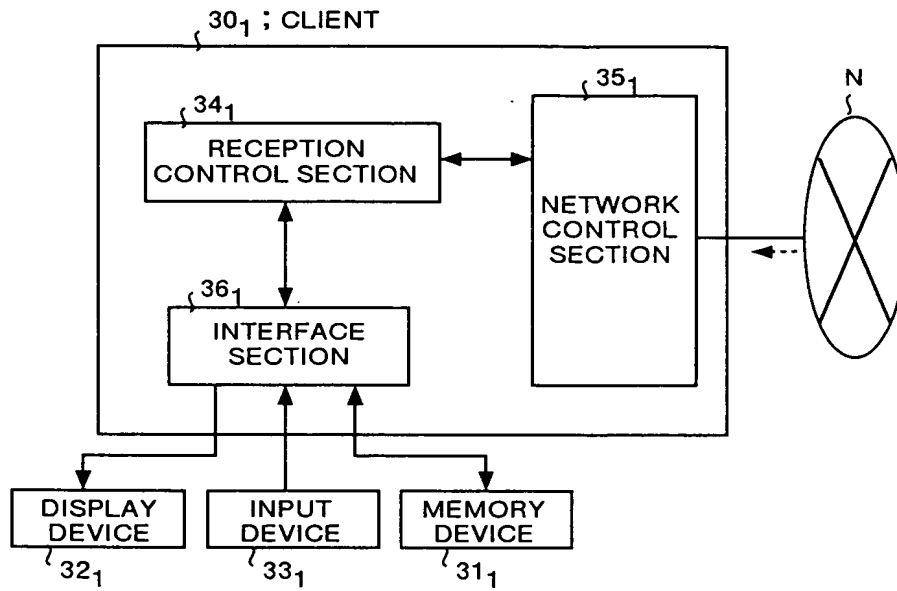 30₁ ; CLIENT
N
34₁
35₁
RECEPTION
CONTROL SECTION
NETWORK
CONTROL
SECTION
36₁
INTERFACE
SECTION
DISPLAY
DEVICE
INPUT
DEVICE
MEMORY
DEVICE
32₁
33₁
31₁